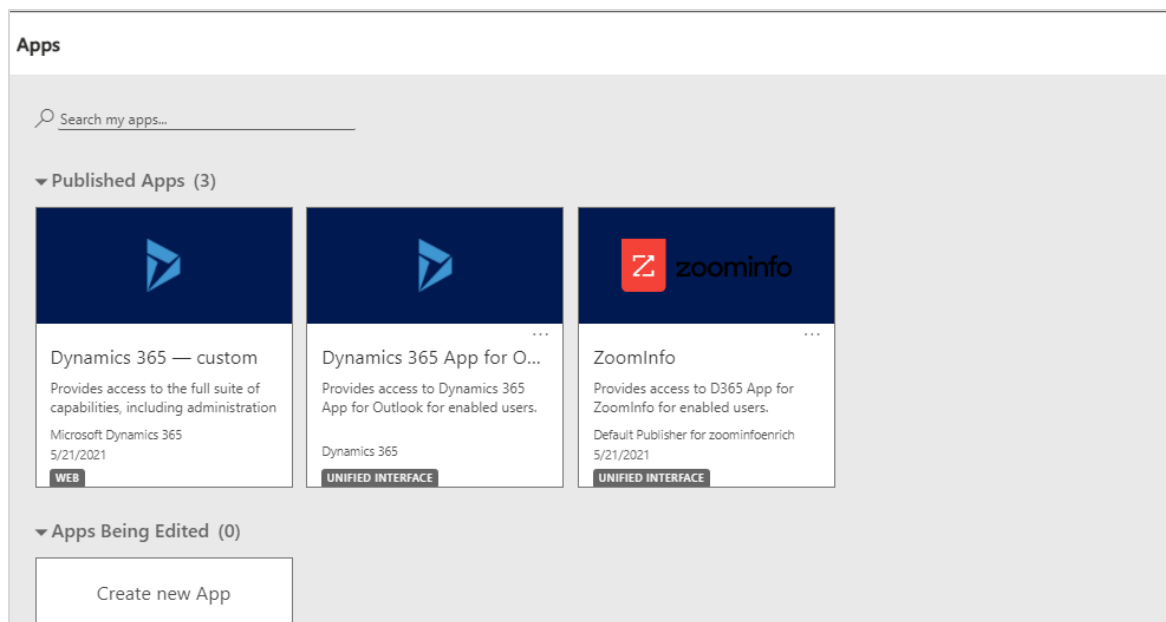 Apps
Search my apps...
Published Apps (3)
zoominfo
...
...
Dynamics 365 — custom
Provides access to the full suite of
capabilities, including administration
Microsoft Dynamics 365
5/21/2021
WEB
Dynamics 365 App for O...
Provides access to Dynamics 365
App for Outlook for enabled users.
Dynamics 365
UNIFIED INTERFACE
ZoomInfo
Provides access to D365 App for
ZoomInfo for enabled users.
Default Publisher for zoominfoenrich
5/21/2021
UNIFIED INTERFACE
Apps Being Edited (0)
Create new App